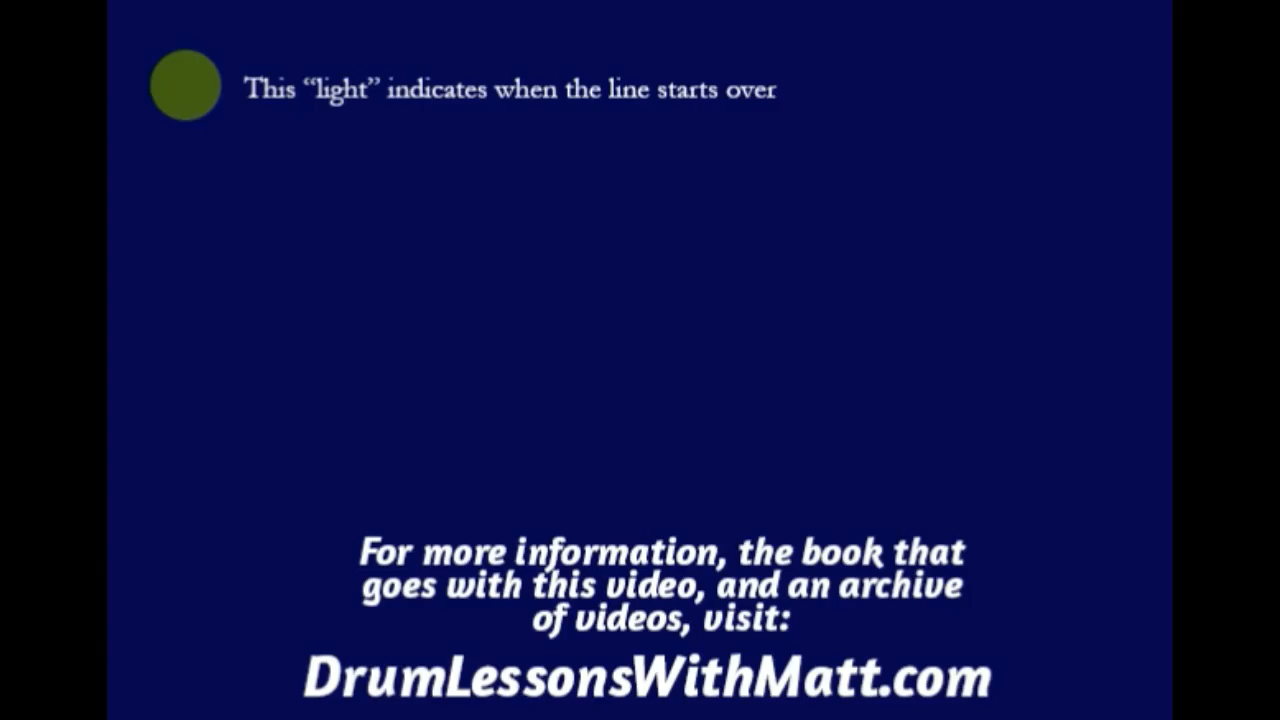 This “light” indicates when the line starts over
For more information, the book that
goes with this video, and an archive
of videos, visit:
DrumLessonsWithMatt.com